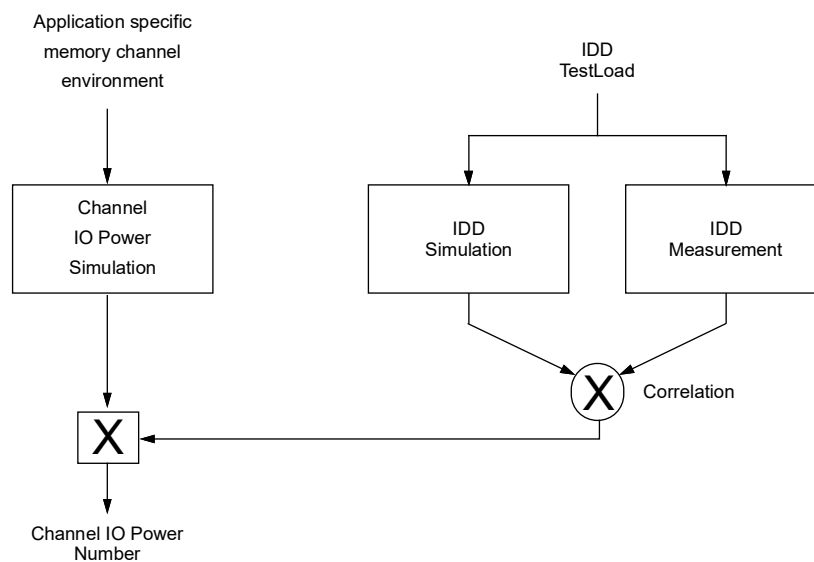 Application specific
memory channel
environment
IDD
TestLoad
Channel
IO Power
Simulation
IDD
Simulation
IDD
Measurement
X
Correlation
X
Channel IO Power
Number